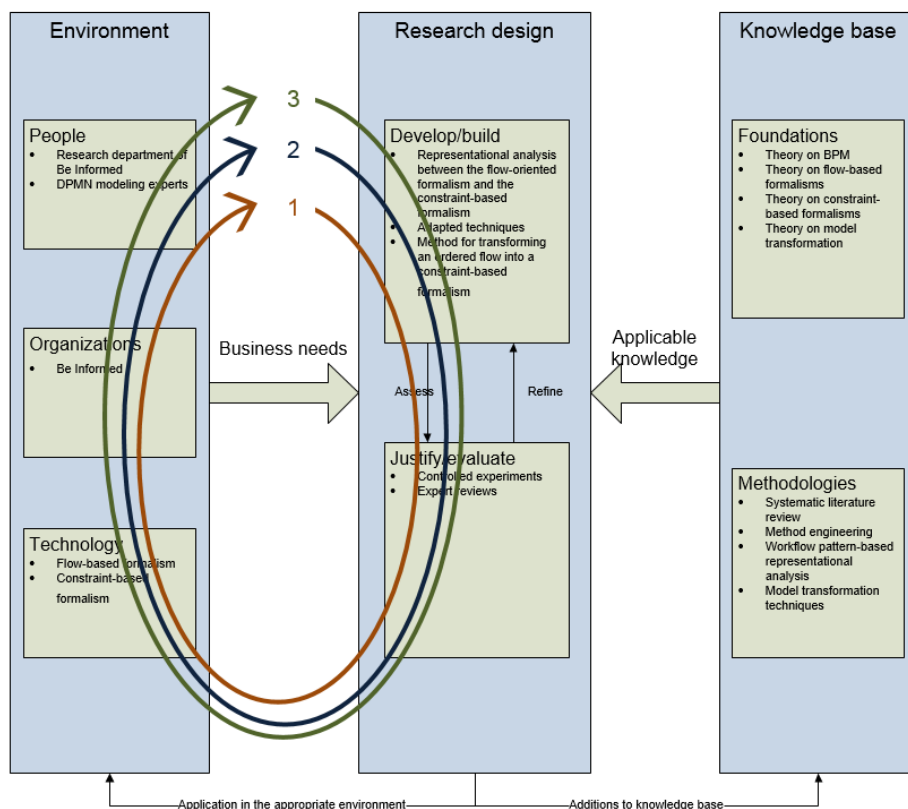 Environment
Research design
Knowledge base
3
2
1
People
• Research department of
Be Informed
• DPMN modeling experts
Organizations
• Be Informed
Technology
• Flow-based formalism
• Constraint-based
formalism
Business needs
Develop/build
• Representational analysis
between the flow-oriented
formalism and the
constraint-based
formalism
• Adapted techniques
• Method for transforming
an ordered flow into a
constraint-based
formalism
Assess
Refine
Justify/evaluate
• Controlled experiments
• Expert reviews
Applicable
knowledge
Foundations
• Theory on BPM
• Theory on flow-based
formalisms
• Theory on constraint-
based formalisms
• Theory on model
transformation
Methodologies
• Systematic literature
review
• Method engineering
• Workflow pattern-based
representational
analysis
• Model transformation
techniques
Application in the appropriate environment
Additions to knowledge base